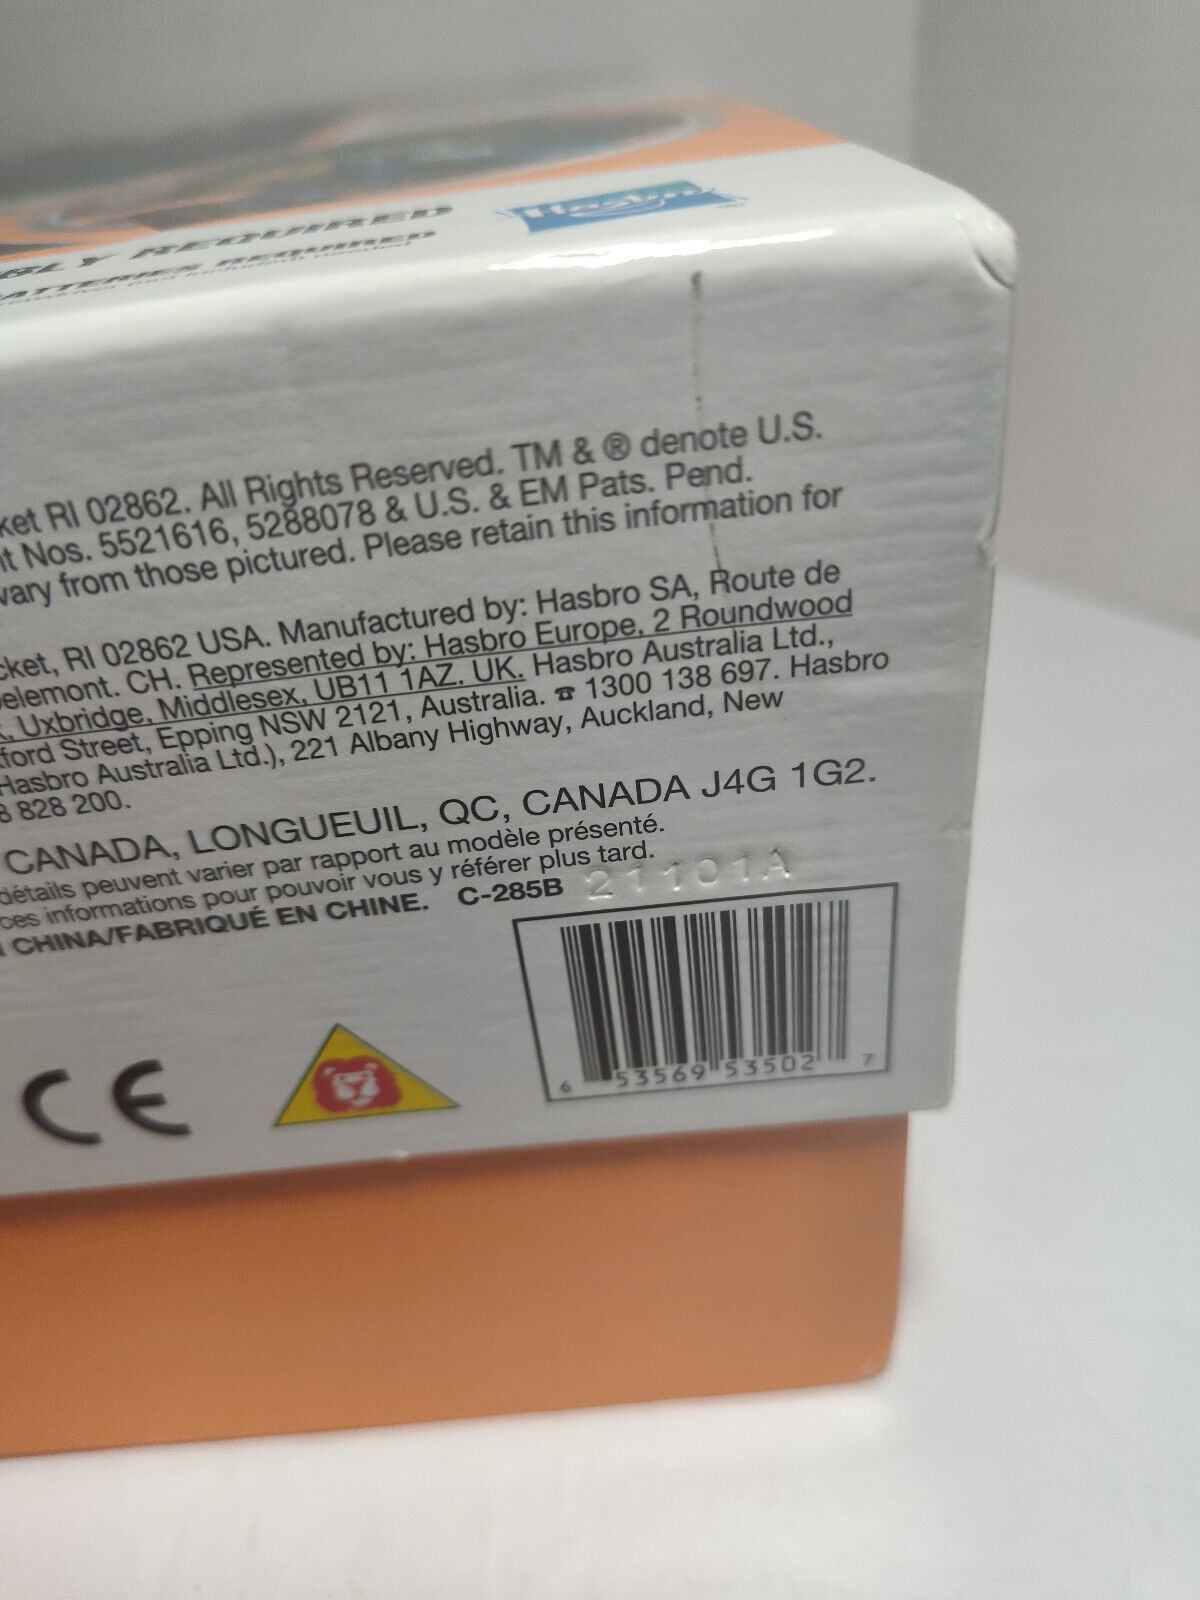 Hasbro
BLY REQUIRED
BATTERIES REQUIRED
ket RI 02862. All Rights Reserved. TM & ® denote U.S.
nt Nos. 5521616, 5288078 & U.S. & EM Pats. Pend.
vary from those pictured. Please retain this information for
cket, RI 02862 USA. Manufactured by: Hasbro SA, Route de
elemont. CH. Represented by: Hasbro Europe, 2 Roundwood
k, Uxbridge, Middlesex, UB11 1AZ. UK. Hasbro Australia Ltd.,
ford Street, Epping NSW 2121, Australia. ☎ 1300 138 697. Hasbro
Hasbro Australia Ltd.), 221 Albany Highway, Auckland, New
8 828 200.
CANADA, LONGUEUIL, QC, CANADA J4G 1G2.
détails peuvent varier par rapport au modèle présenté.
ces informations pour pouvoir vous y référer plus tard.
N CHINA/FABRIQUÉ EN CHINE. C-285B 21101A
CE
6 53569 53502 7